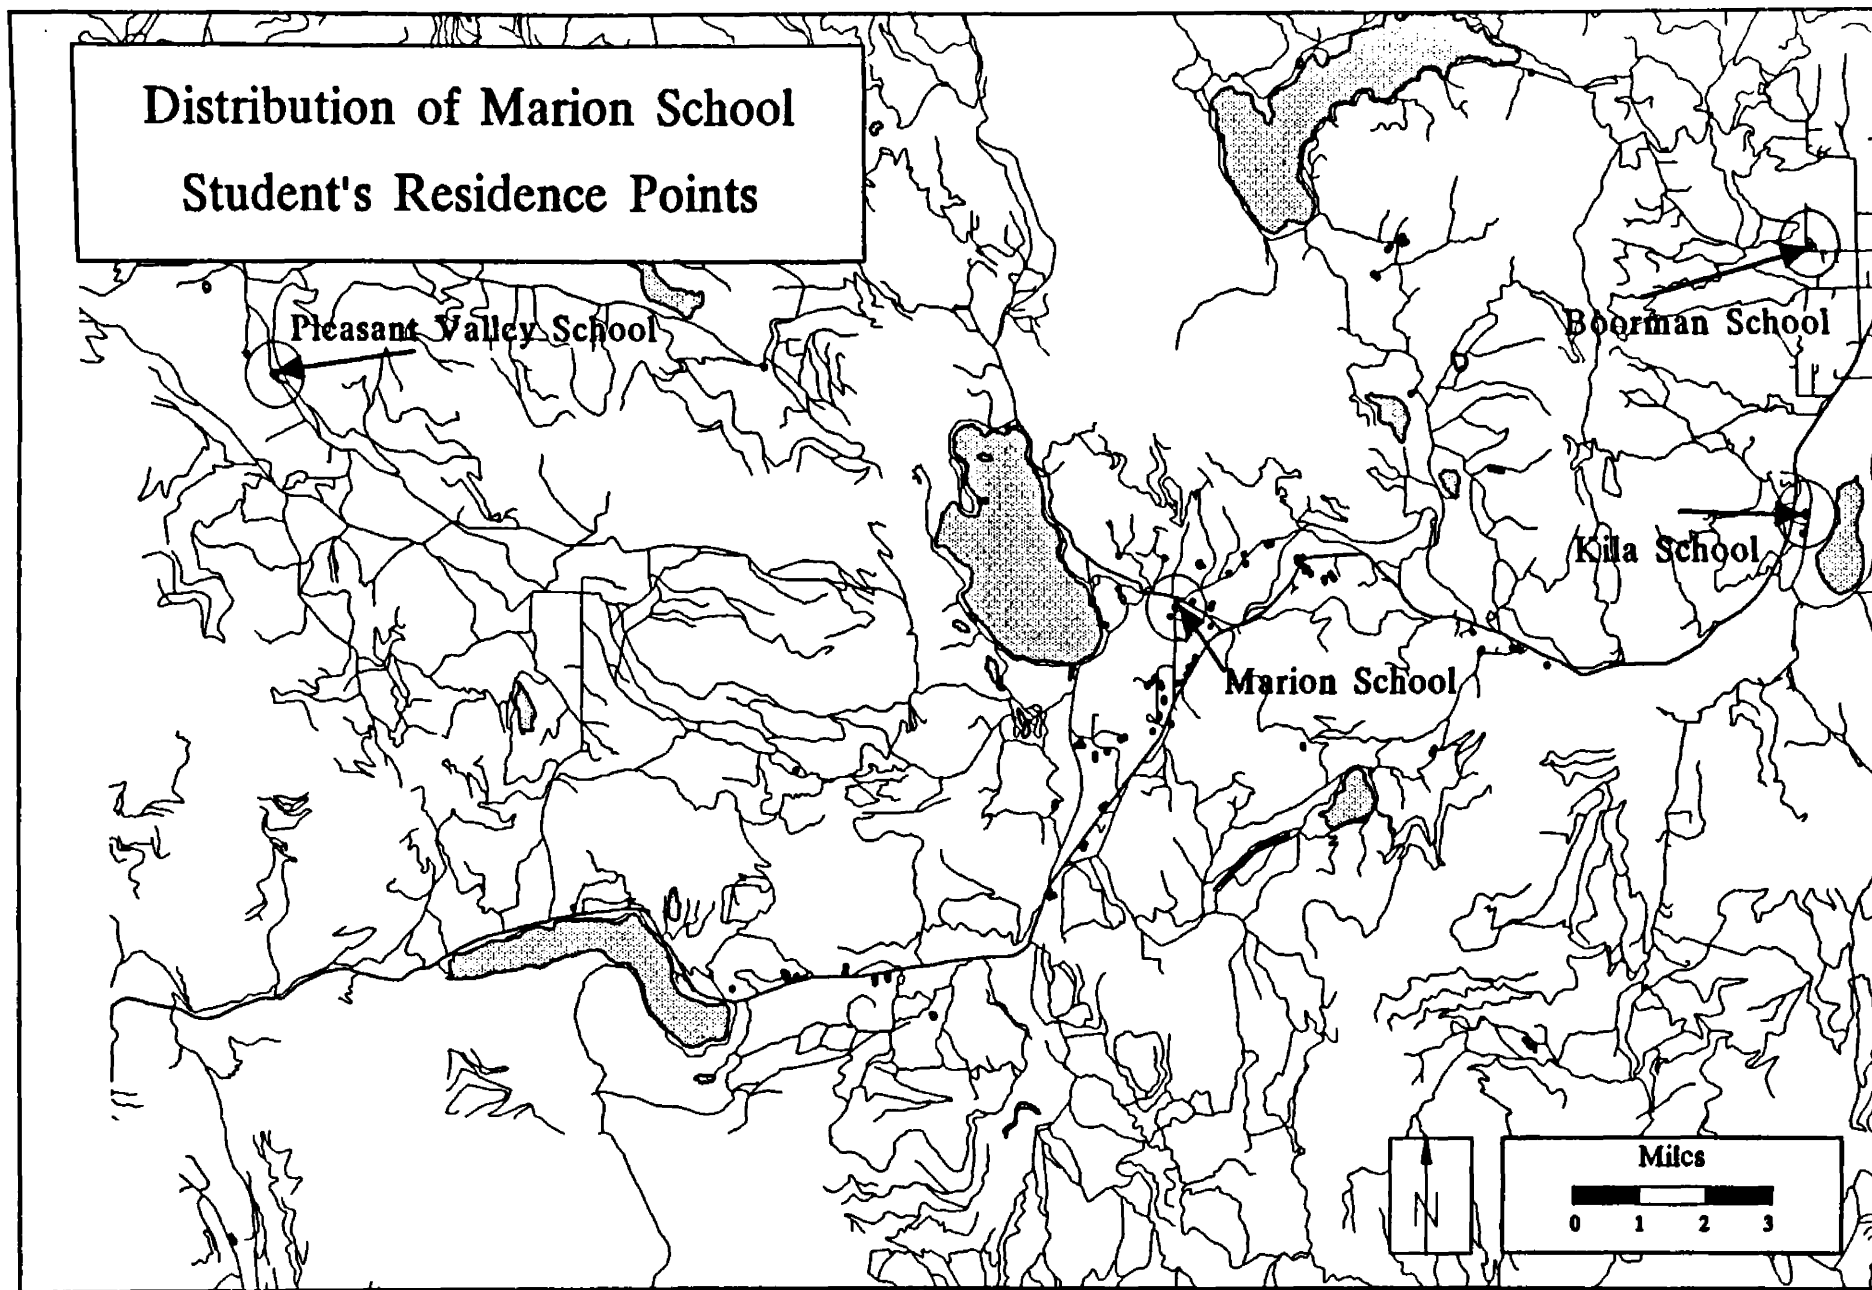 Distribution of Marion School
Student's Residence Points
Pleasant Valley School
Boorman School
Kila School
Marion School
Miles
0 1 2 3
N